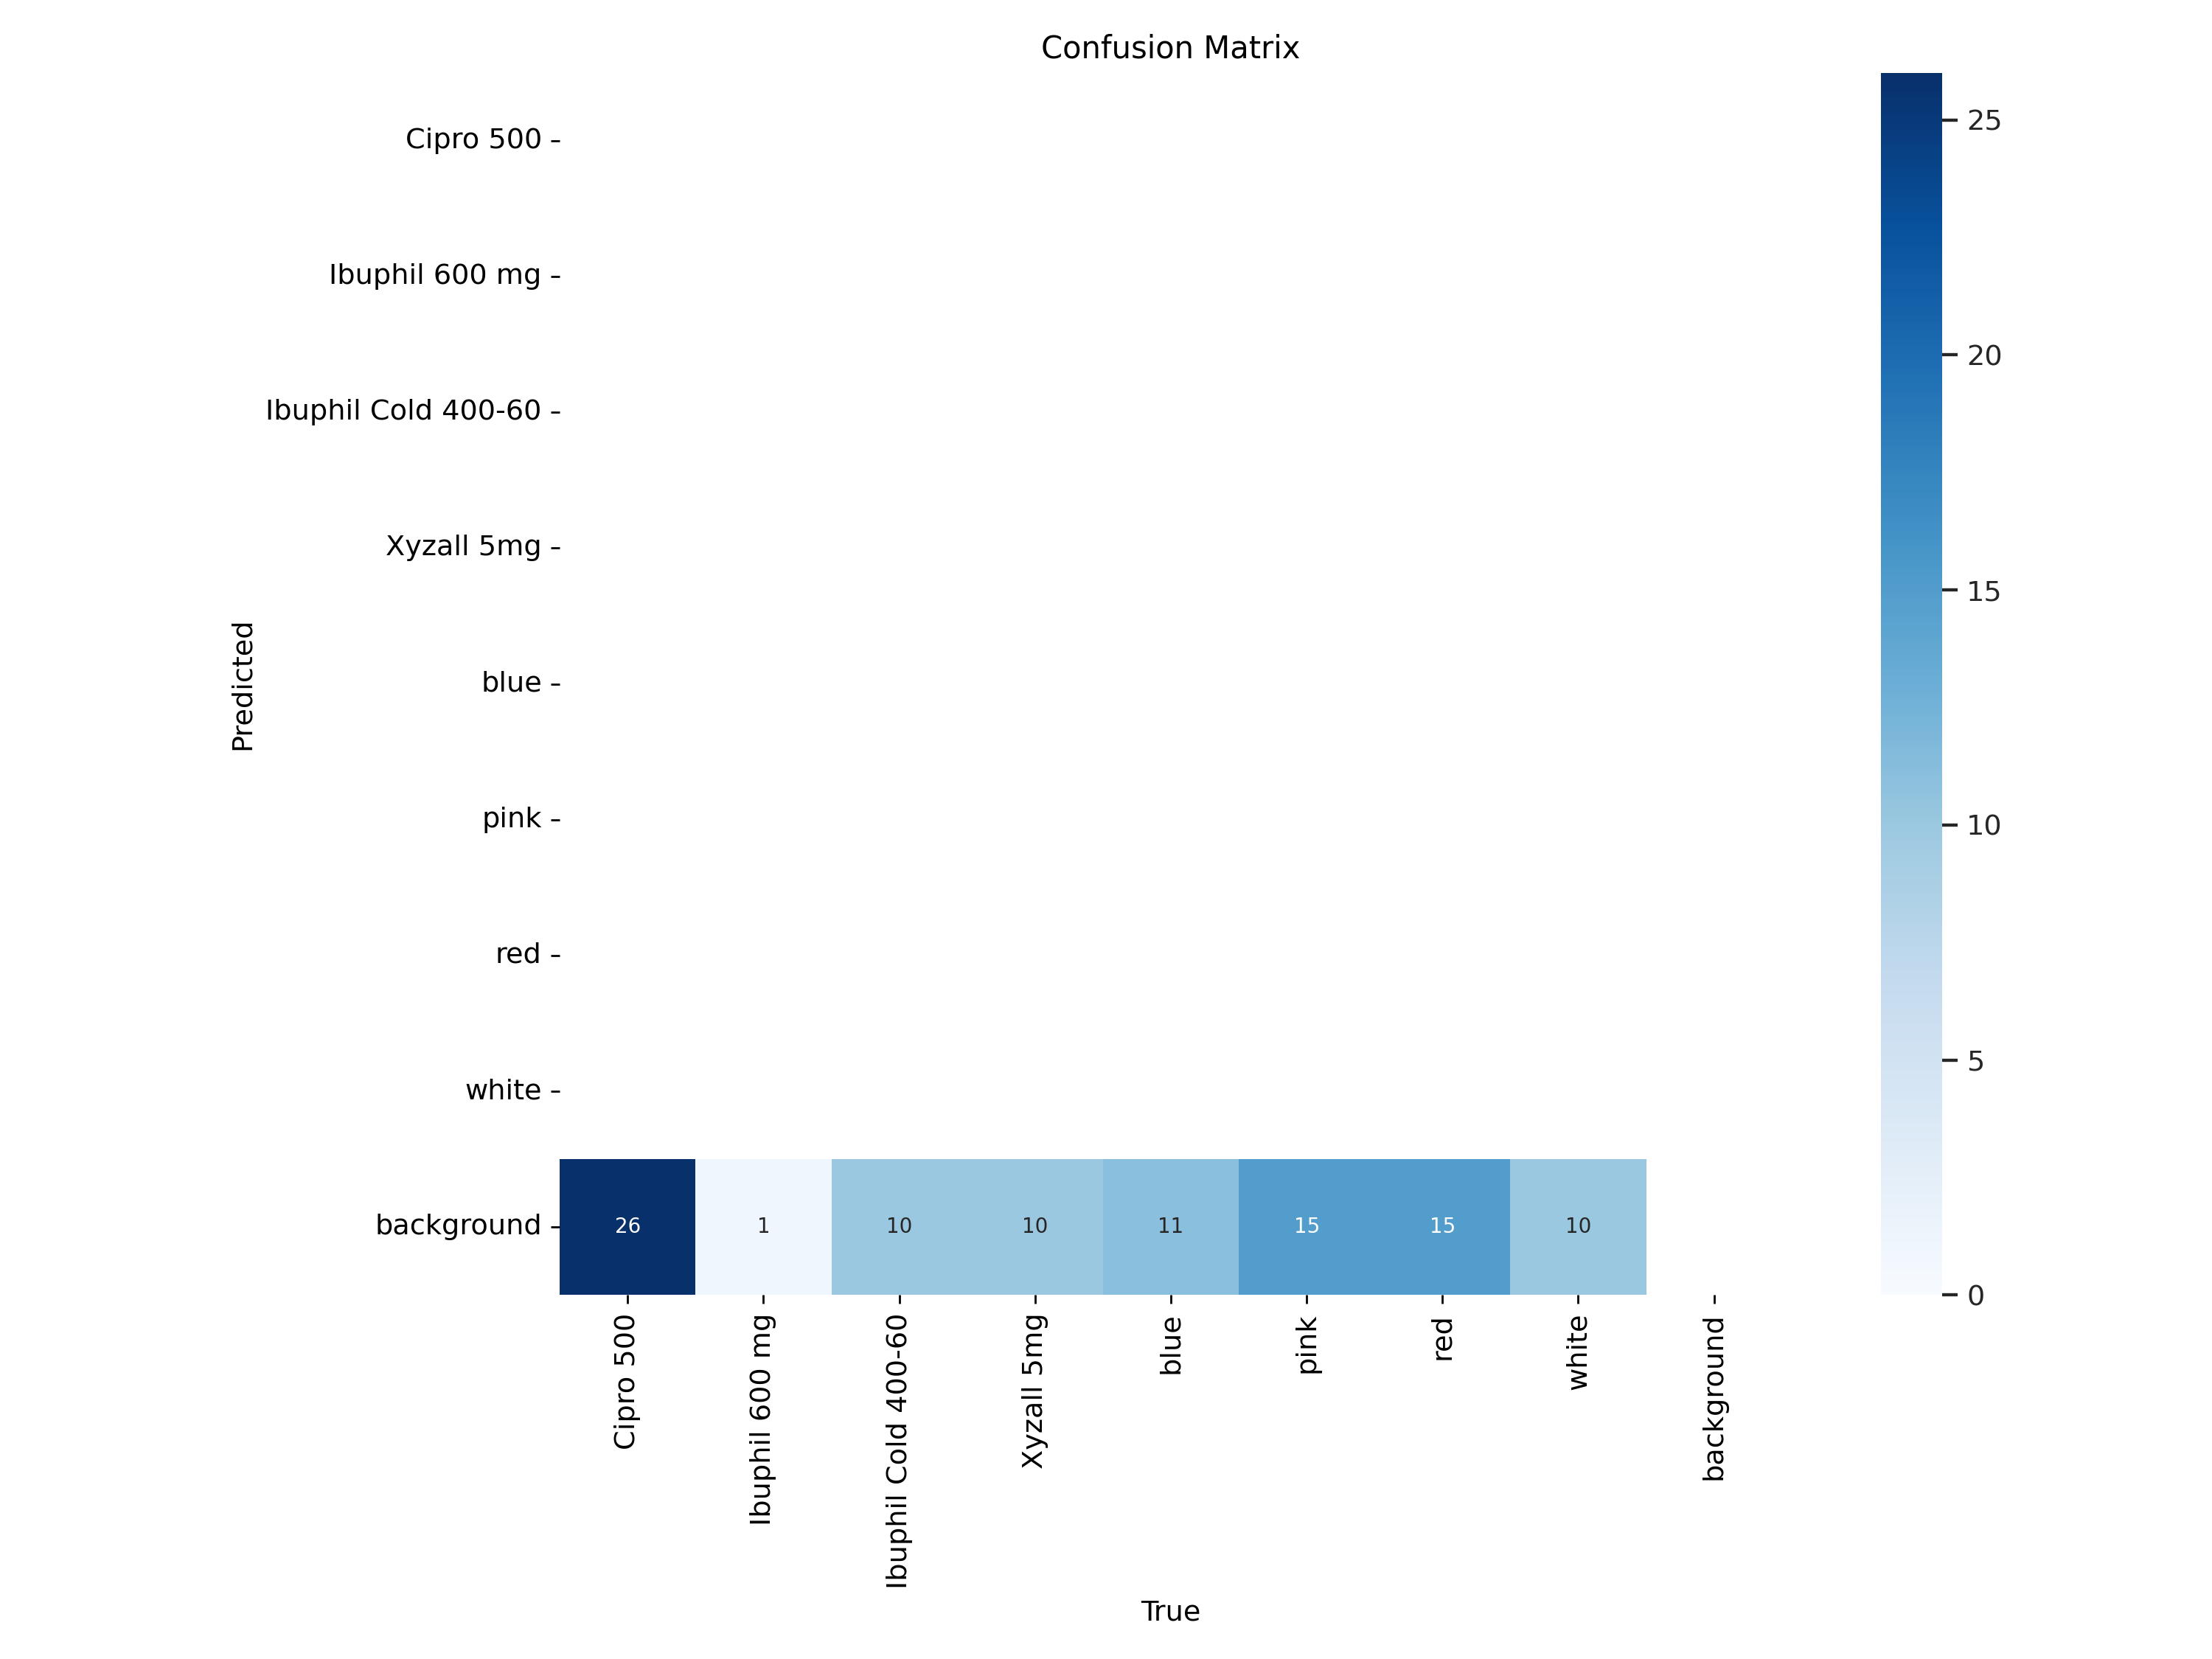 Confusion Matrix
Cipro 500
Ibuphil 600 mg
Ibuphil Cold 400-60
Xyzall 5mg
blue
pink
red
white
background
Predicted
26 1 10 10 11 15 15 10
Cipro 500
Ibuphil 600 mg
Ibuphil Cold 400-60
Xyzall 5mg
blue
pink
red
white
background
True
25
20
15
10
5
0